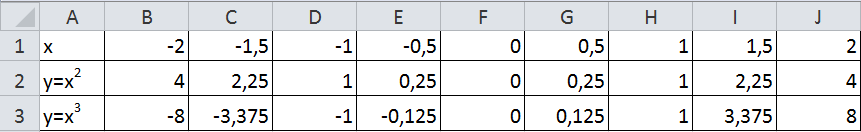 A B C D E F G H I J
1 x -2 -1,5 -1 -0,5 0 0,5 1 1,5 2
2 y=x² 4 2,25 1 0,25 0 0,25 1 2,25 4
3 y=x³ -8 -3,375 -1 -0,125 0 0,125 1 3,375 8